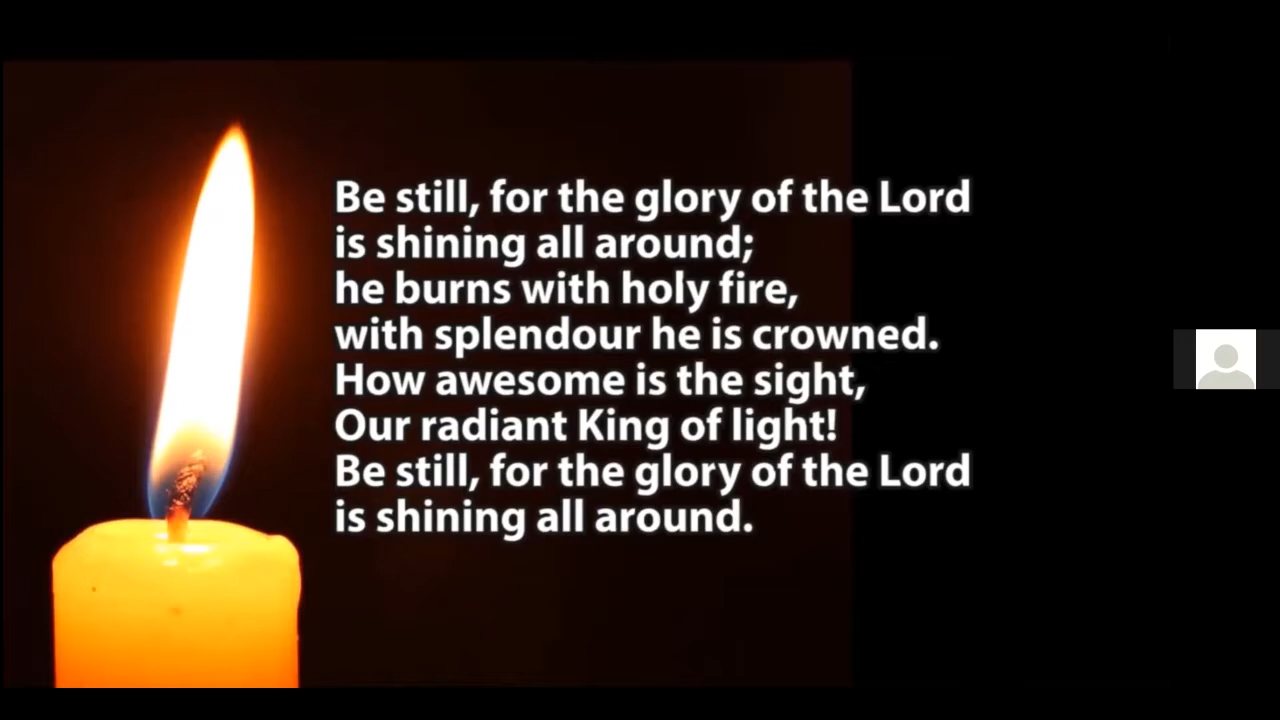 Be still, for the glory of the Lord
is shining all around;
he burns with holy fire,
with splendour he is crowned.
How awesome is the sight,
Our radiant King of light!
Be still, for the glory of the Lord
is shining all around.